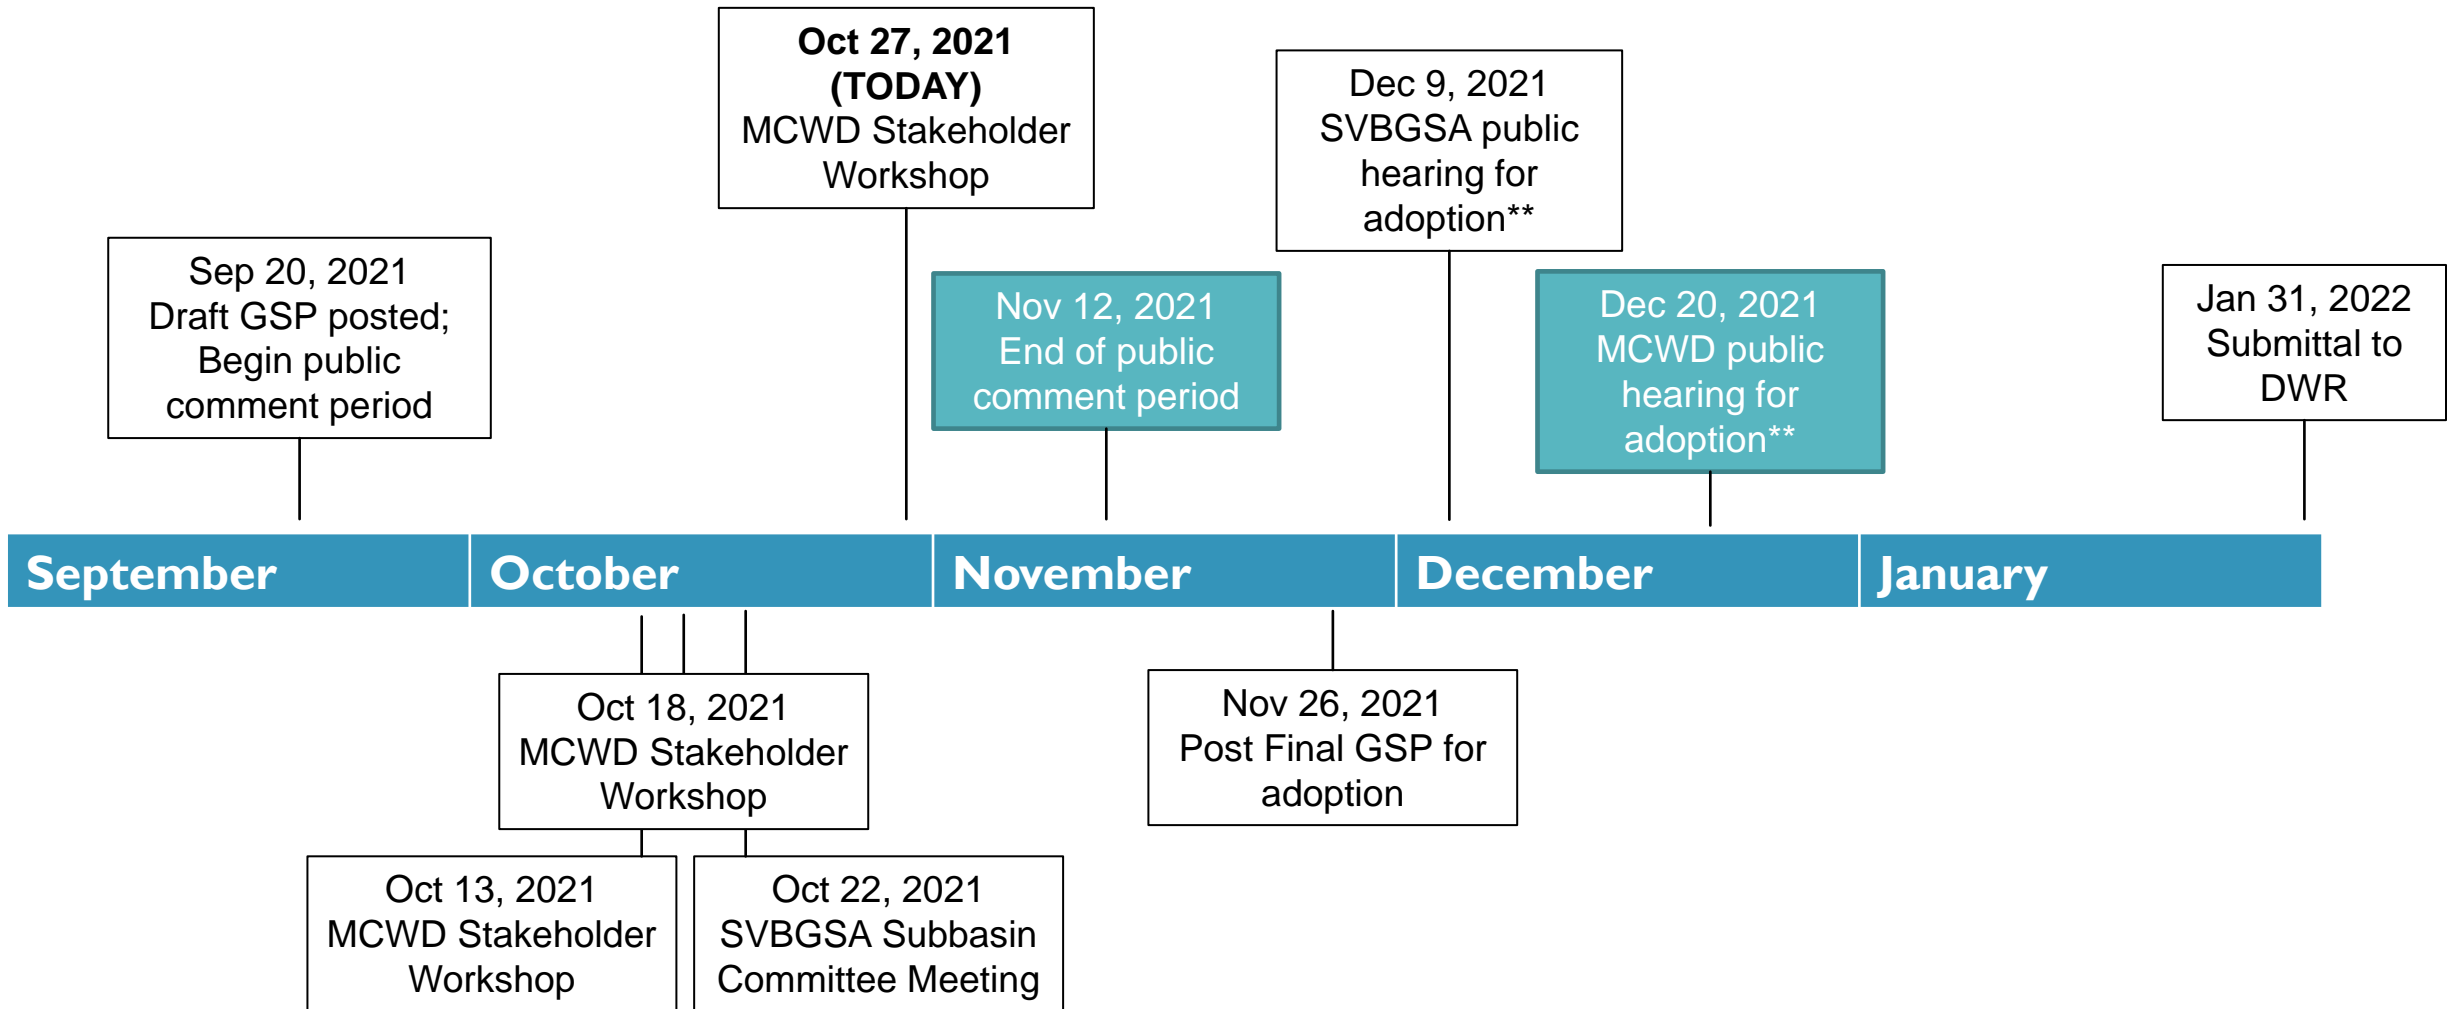 Oct 27, 2021
(TODAY)
MCWD Stakeholder
Workshop
Dec 9, 2021
SVBGSA public
hearing for
adoption**
Sep 20, 2021
Draft GSP posted;
Begin public
comment period
Nov 12, 2021
End of public
comment period
Dec 20, 2021
MCWD public
hearing for
adoption**
Jan 31, 2022
Submittal to
DWR
September
October
November
December
January
Oct 18, 2021
MCWD Stakeholder
Workshop
Nov 26, 2021
Post Final GSP for
adoption
Oct 13, 2021
MCWD Stakeholder
Workshop
Oct 22, 2021
SVBGSA Subbasin
Committee Meeting